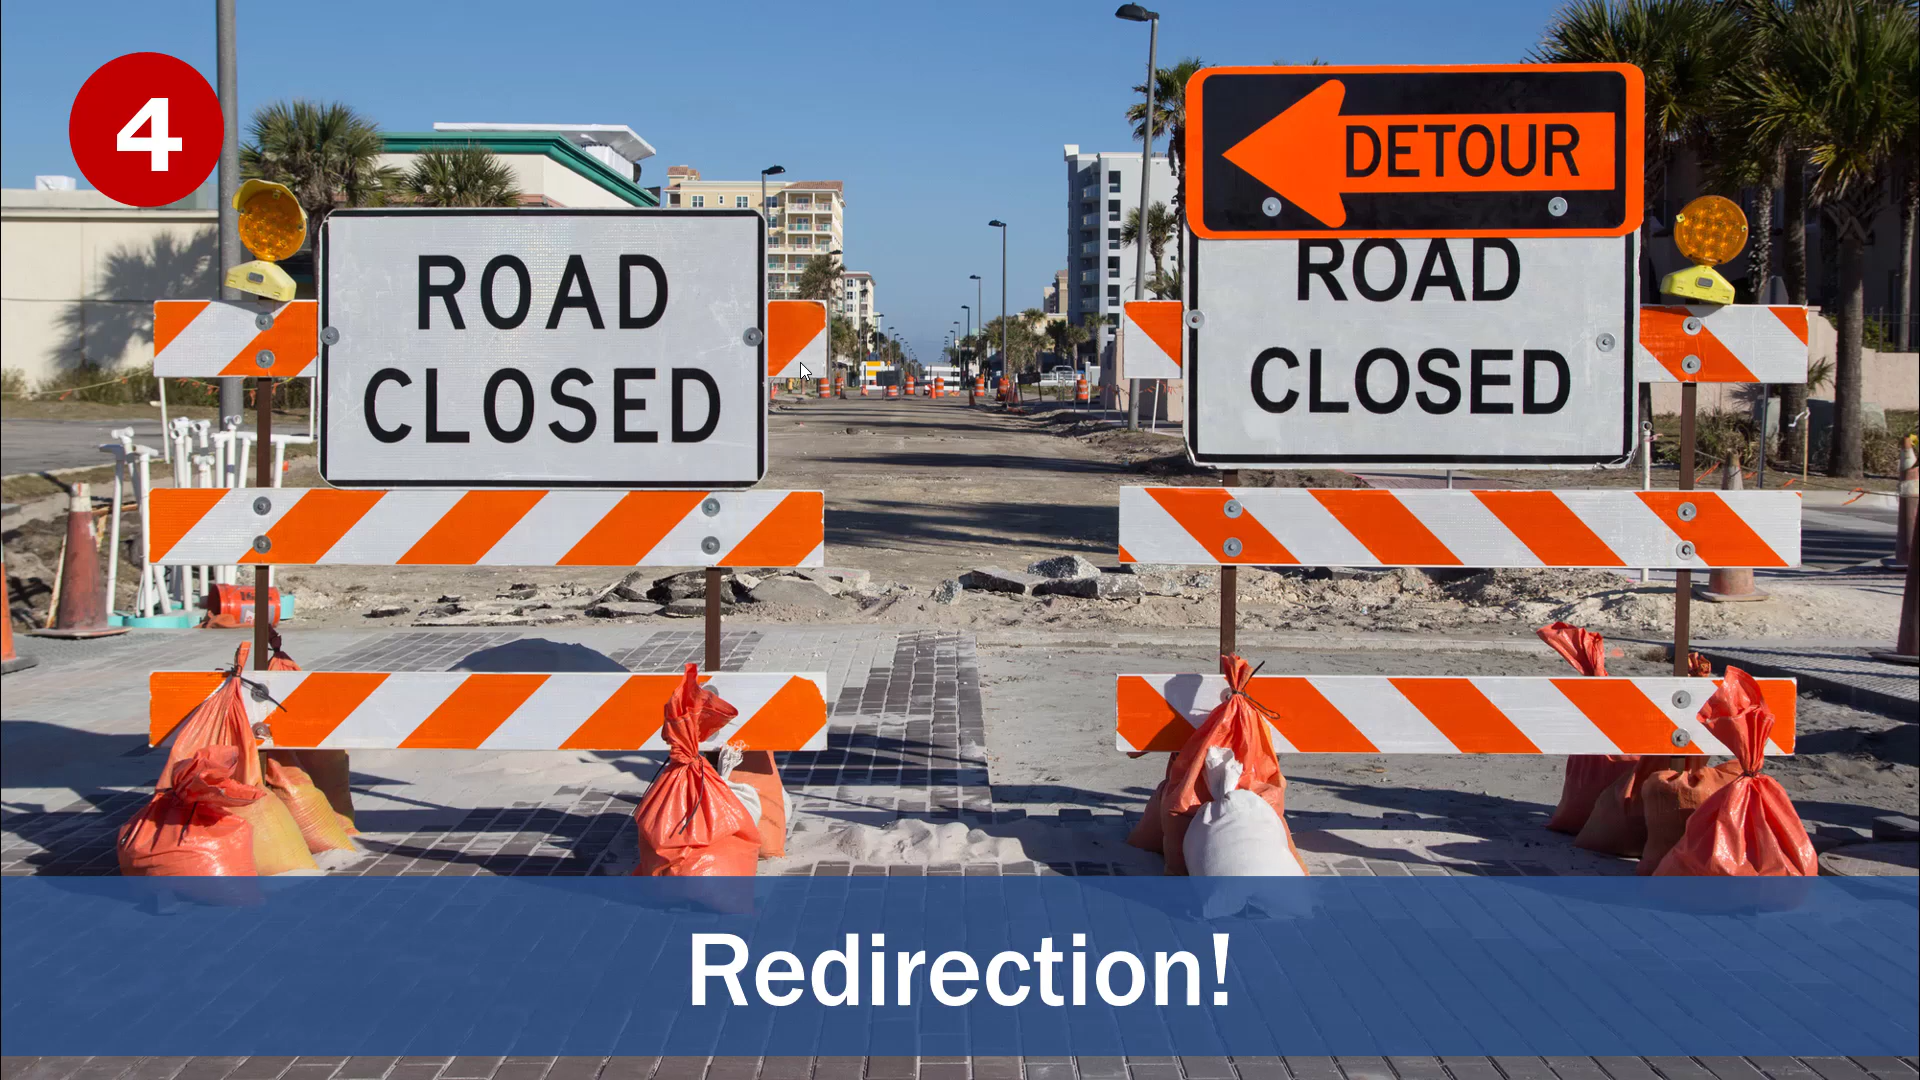 4
ROAD
CLOSED
DETOUR
ROAD
CLOSED
Redirection!